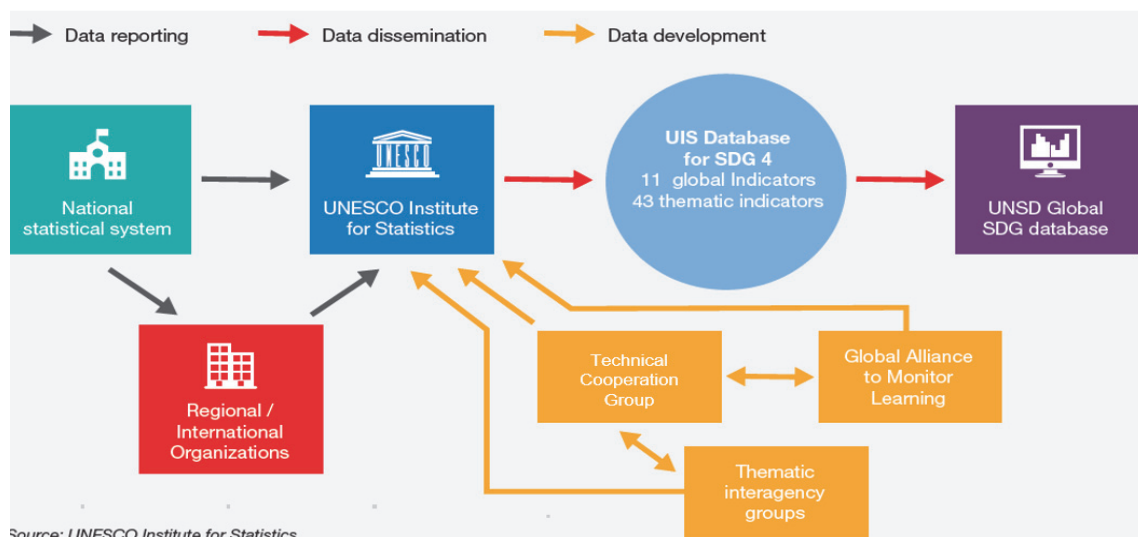 Data reporting
Data dissemination
Data development
National
statistical system
UNESCO
UNESCO Institute
for Statistics
UIS Database
for SDG 4
11 global Indicators
43 thematic indicators
UNSD Global
SDG database
Regional /
International
Organizations
Technical
Cooperation
Group
Global Alliance
to Monitor
Learning
Thematic
interagency
groups
Source: UNESCO Institute for Statistics